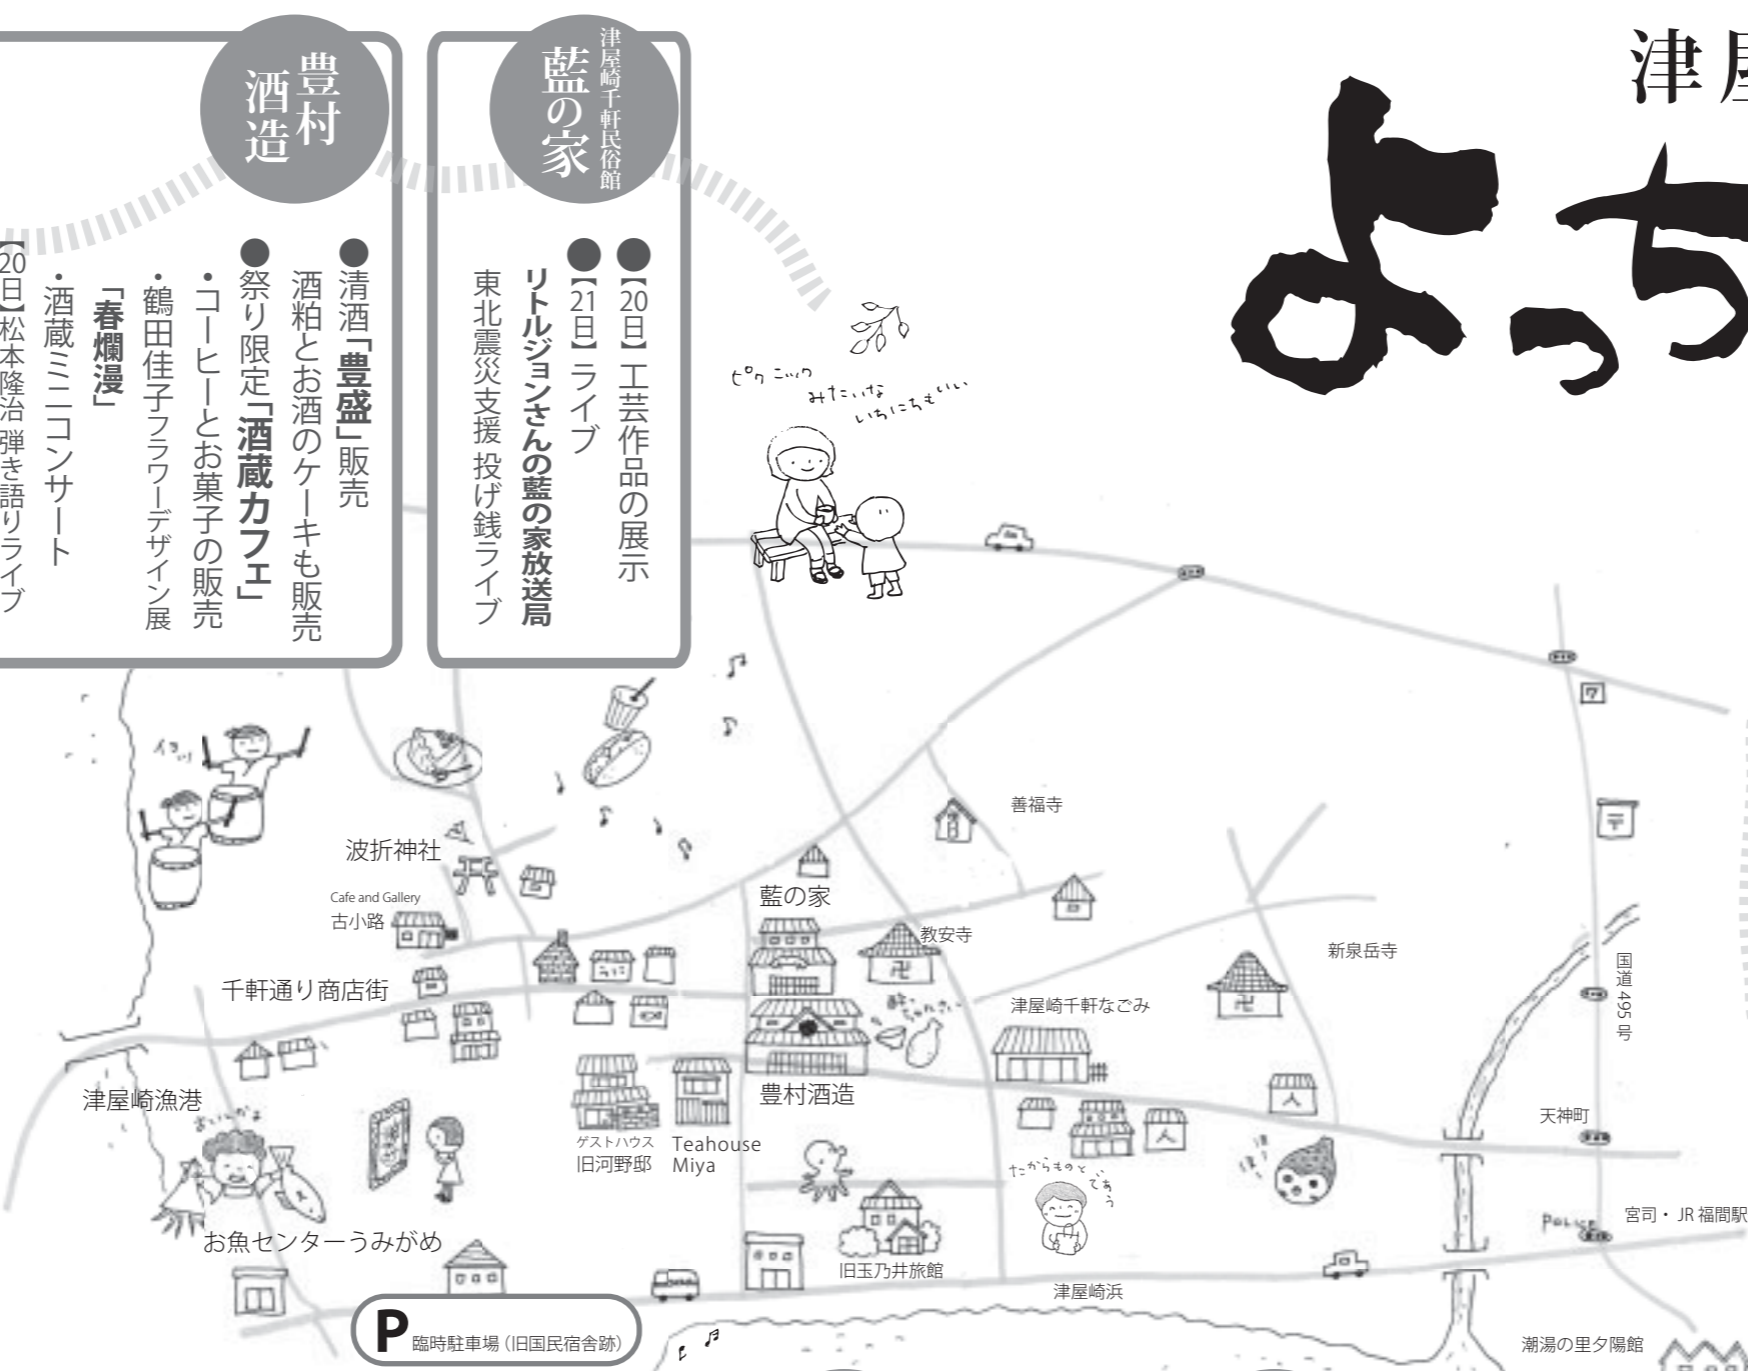 津屋
よっち
津屋崎千軒民俗館
藍の家
●【20日】工芸作品の展示
●【21日】ライブ
リトルジョンさんの藍の家放送局
東北震災支援 投げ銭ライブ
豊村
酒造
●清酒「豊盛」販売
酒粕とお酒のケーキも販売
●祭り限定「酒蔵カフェ」
・コーヒーとお菓子の販売
・鶴田佳子フラワーデザイン展
「春爛漫」
・酒蔵ミニコンサート
【20日】松本隆治 弾き語りライブ
ピクニック
みたいな
いちにちもいい
善福寺
波折神社
Cafe and Gallery
古小路
藍の家
教安寺
新泉岳寺
国道495号
千軒通り商店街
うに
津屋崎千軒なごみ
津屋崎漁港
豊村酒造
天神町
ゲストハウス
旧河野邸
Teahouse
Miya
たからものと
であう
お魚センターうみがめ
旧玉乃井旅館
津屋崎浜
POLICE
宮司・JR福間駅
P 臨時駐車場（旧国民宿舎跡）
潮湯の里夕陽館